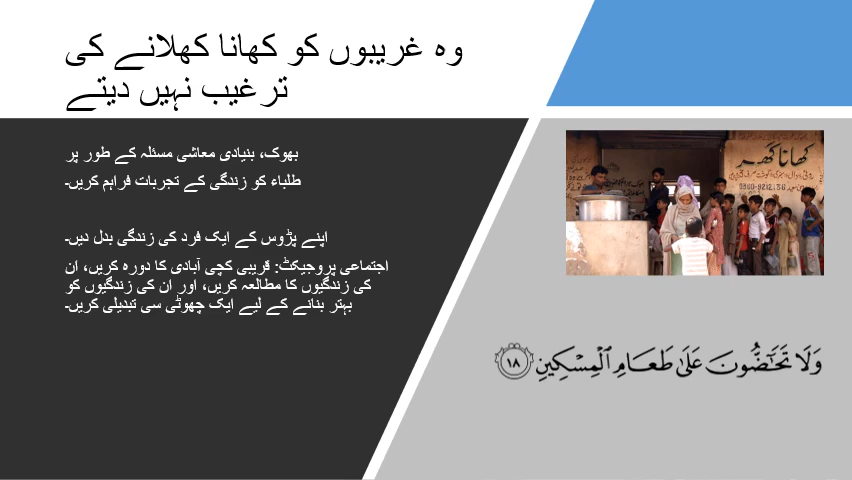 وہ غریبوں کو کھانا کھلانے کی
ترغیب نہیں دیتے
بھوک، بنیادی معاشی مسئلہ کے طور پر
طلباء کو زندگی کے تجربات فراہم کریں۔
اپنے پڑوس کے ایک فرد کی زندگی بدل دیں۔
اجتماعی پروجیکٹ: قریبی کچی آبادی کا دورہ کریں، ان
کی زندگیوں کا مطالعہ کریں، اور ان کی زندگیوں کو
بہتر بنانے کے لیے ایک چھوٹی سی تبدیلی کریں۔
کھانا گھر
وَلَا تَحَٰٓضُّونَ عَلَىٰ طَعَامِ ٱلْمِسْكِينِ ١٨